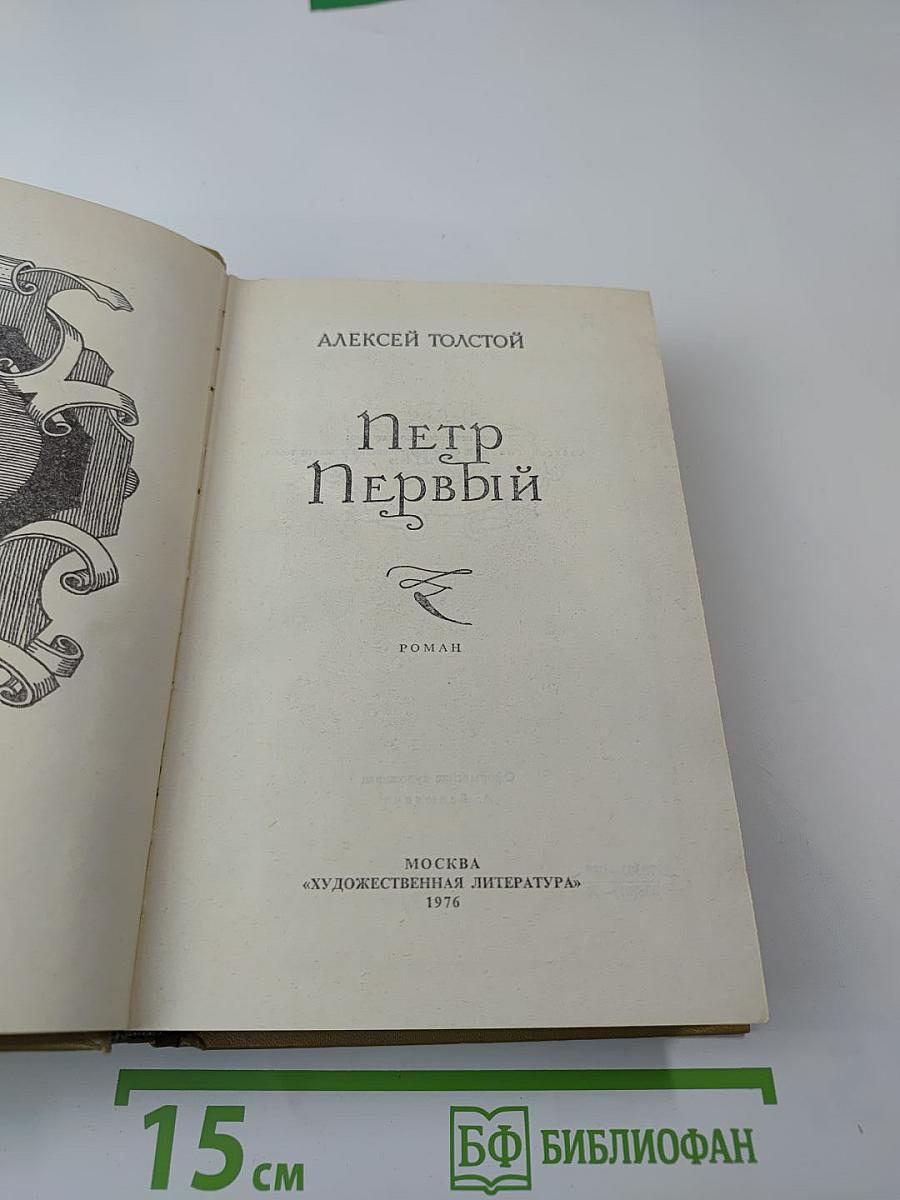 АЛЕКСЕЙ ТОЛСТОЙ
ПЕТР
ПЕРВЫЙ
РОМАН
МОСКВА
«ХУДОЖЕСТВЕННАЯ ЛИТЕРАТУРА»
1976
15 см
БФ БИБЛИОФАН